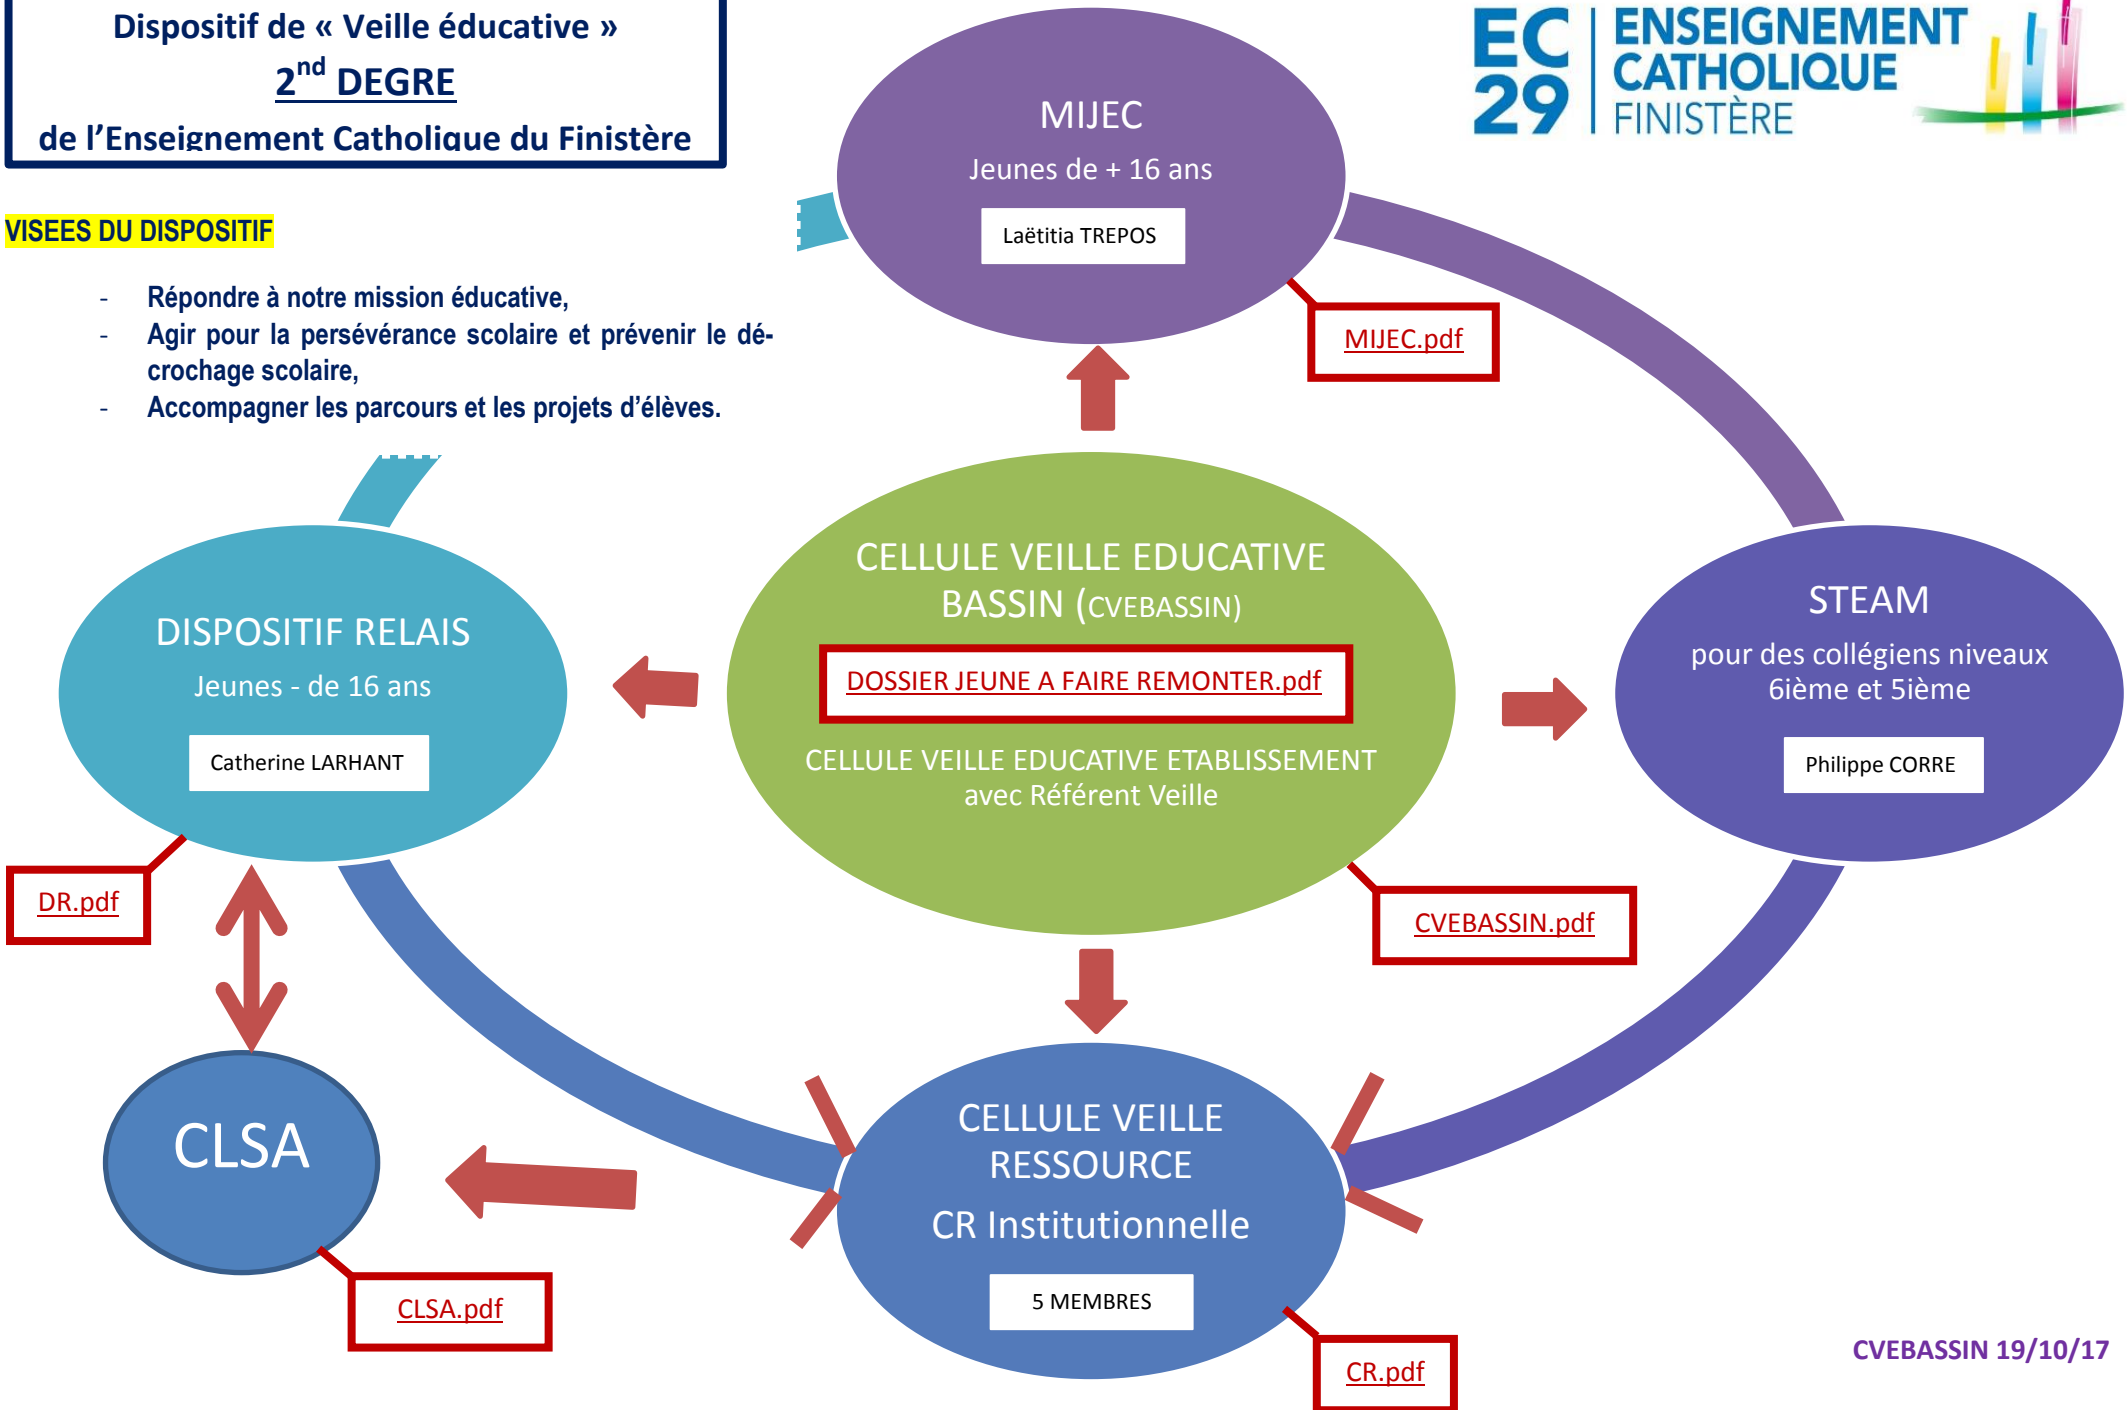 Dispositif de « Veille éducative »
2nd DEGRE
de l’Enseignement Catholique du Finistère
EC 29
ENSEIGNEMENT
CATHOLIQUE
FINISTÈRE
VISEES DU DISPOSITIF
- Répondre à notre mission éducative,
- Agir pour la persévérance scolaire et prévenir le dé-
crochage scolaire,
- Accompagner les parcours et les projets d’élèves.
MIJEC
Jeunes de + 16 ans
Laëtitia TREPOS
MIJEC.pdf
DISPOSITIF RELAIS
Jeunes - de 16 ans
Catherine LARHANT
DR.pdf
CELLULE VEILLE EDUCATIVE
BASSIN (CVEBASSIN)
DOSSIER JEUNE A FAIRE REMONTER.pdf
CELLULE VEILLE EDUCATIVE ETABLISSEMENT
avec Référent Veille
CVEBASSIN.pdf
STEAM
pour des collégiens niveaux
6ième et 5ième
Philippe CORRE
CLSA
CLSA.pdf
CELLULE VEILLE
RESSOURCE
CR Institutionnelle
5 MEMBRES
CR.pdf
CVEBASSIN 19/10/17